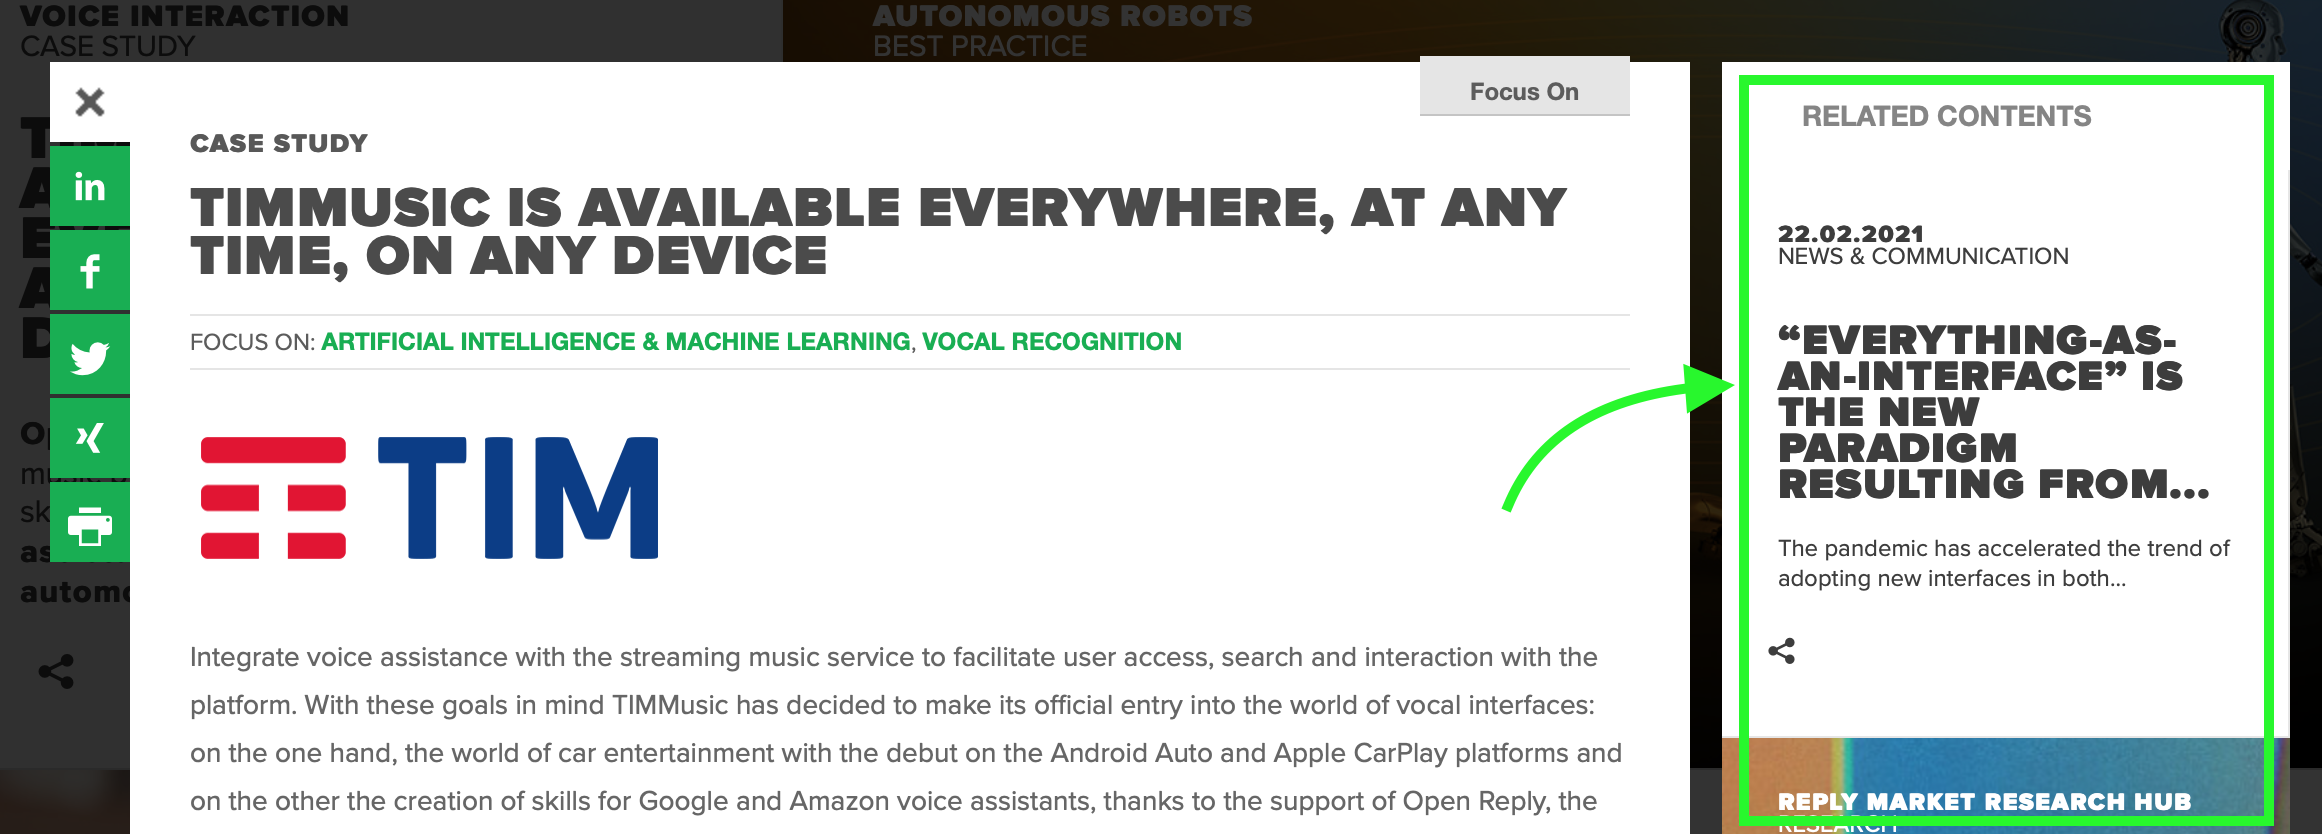 VOICE INTERACTION
CASE STUDY
AUTONOMOUS ROBOTS
BEST PRACTICE
Focus On
CASE STUDY
TIMMUSIC IS AVAILABLE EVERYWHERE, AT ANY
TIME, ON ANY DEVICE
FOCUS ON: ARTIFICIAL INTELLIGENCE & MACHINE LEARNING, VOCAL RECOGNITION
TIM
Integrate voice assistance with the streaming music service to facilitate user access, search and interaction with the
platform. With these goals in mind TIMMusic has decided to make its official entry into the world of vocal interfaces:
on the one hand, the world of car entertainment with the debut on the Android Auto and Apple CarPlay platforms and
on the other the creation of skills for Google and Amazon voice assistants, thanks to the support of Open Reply, the
RELATED CONTENTS
22.02.2021
NEWS & COMMUNICATION
“EVERYTHING-AS-
AN-INTERFACE” IS
THE NEW
PARADIGM
RESULTING FROM...
The pandemic has accelerated the trend of
adopting new interfaces in both...
REPLY MARKET RESEARCH HUB
RESEARCH